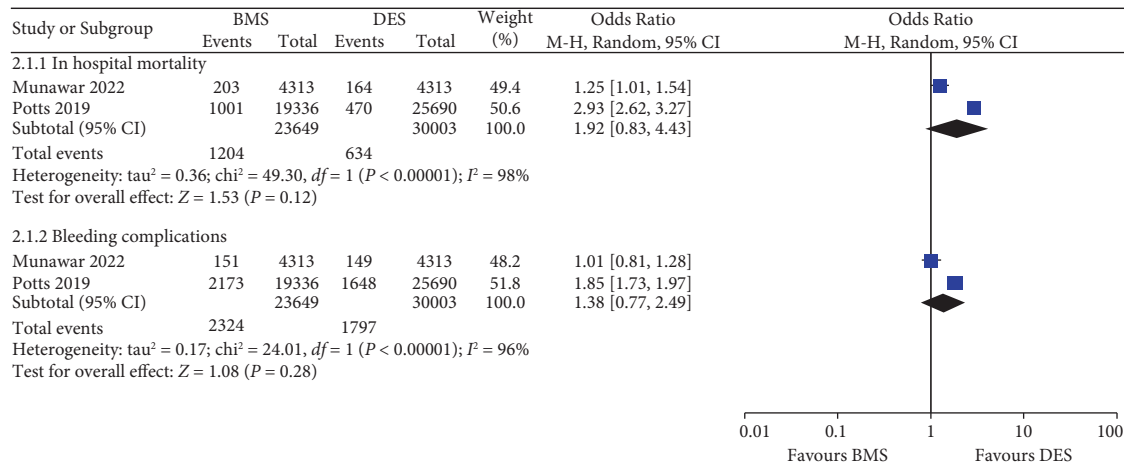 Study or Subgroup BMS DES Weight (%) Odds Ratio M-H, Random, 95% CI Odds Ratio M-H, Random, 95% CI
Events Total Events Total
2.1.1 In hospital mortality
Munawar 2022 203 4313 164 4313 49.4 1.25 [1.01, 1.54]
Potts 2019 1001 19336 470 25690 50.6 2.93 [2.62, 3.27]
Subtotal (95% CI) 23649 30003 100.0 1.92 [0.83, 4.43]
Total events 1204 634
Heterogeneity: tau² = 0.36; chi² = 49.30, df = 1 (P < 0.00001); I² = 98%
Test for overall effect: Z = 1.53 (P = 0.12)
2.1.2 Bleeding complications
Munawar 2022 151 4313 149 4313 48.2 1.01 [0.81, 1.28]
Potts 2019 2173 19336 1648 25690 51.8 1.85 [1.73, 1.97]
Subtotal (95% CI) 23649 30003 100.0 1.38 [0.77, 2.49]
Total events 2324 1797
Heterogeneity: tau² = 0.17; chi² = 24.01, df = 1 (P < 0.00001); I² = 96%
Test for overall effect: Z = 1.08 (P = 0.28)
0.01 0.1 1 10 100
Favours BMS Favours DES